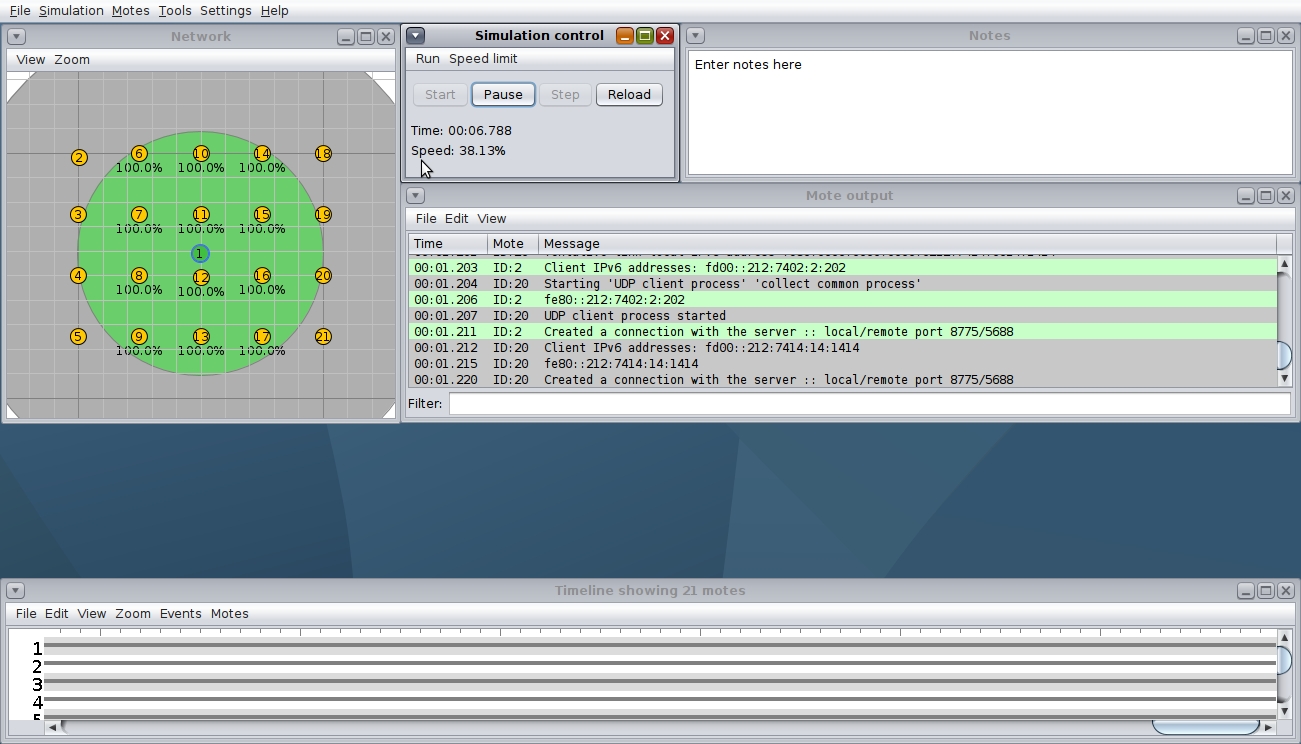 File Simulation Motes Tools Settings Help
Network
View Zoom
2 6 10 14 18
100.0% 100.0% 100.0%
3 7 11 15 19
100.0% 100.0% 100.0%
1
4 8 12 16 20
100.0% 100.0% 100.0%
5 9 13 17 21
100.0% 100.0% 100.0%
Simulation control
Run Speed limit
Start Pause Step Reload
Time: 00:06.788
Speed: 38.13%
Notes
Enter notes here
Mote output
File Edit View
Time Mote Message
00:01.203 ID:2 Client IPv6 addresses: fd00::212:7402:2:202
00:01.204 ID:20 Starting 'UDP client process' 'collect common process'
00:01.206 ID:2 fe80::212:7402:2:202
00:01.207 ID:20 UDP client process started
00:01.211 ID:2 Created a connection with the server :: local/remote port 8775/5688
00:01.212 ID:20 Client IPv6 addresses: fd00::212:7414:14:1414
00:01.215 ID:20 fe80::212:7414:14:1414
00:01.220 ID:20 Created a connection with the server :: local/remote port 8775/5688
Filter:
Timeline showing 21 motes
File Edit View Zoom Events Motes
1
2
3
4
5